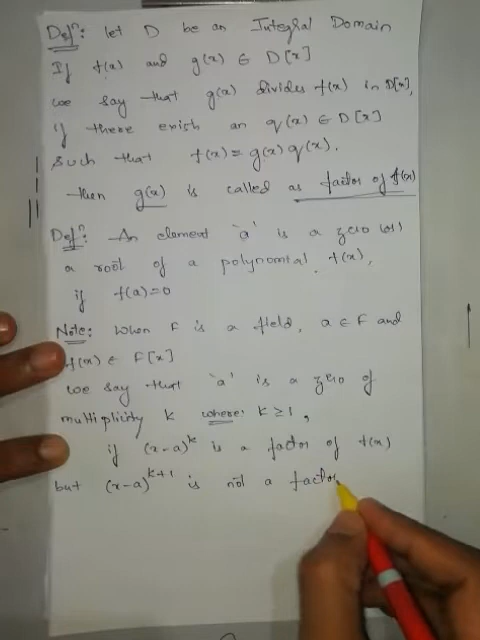 Defn: let D be an Integral Domain
If f(x) and g(x) ∈ D[x]
we say that g(x) divides f(x) in D[x],
if there exish an q(x) ∈ D[x]
such that f(x) = g(x) q(x).
then g(x) is called as factor of f(x)
Defn: An element 'a' is a zero (or)
a root of a polynomial f(x),
if f(a)=0
Note: when F is a field, a ∈ F and
f(x) ∈ F[x]
we say that 'a' is a zero of
multiplicity k where k ≥ 1,
if (x-a)^k is a factor of f(x)
but (x-a)^{k+1} is not a factor